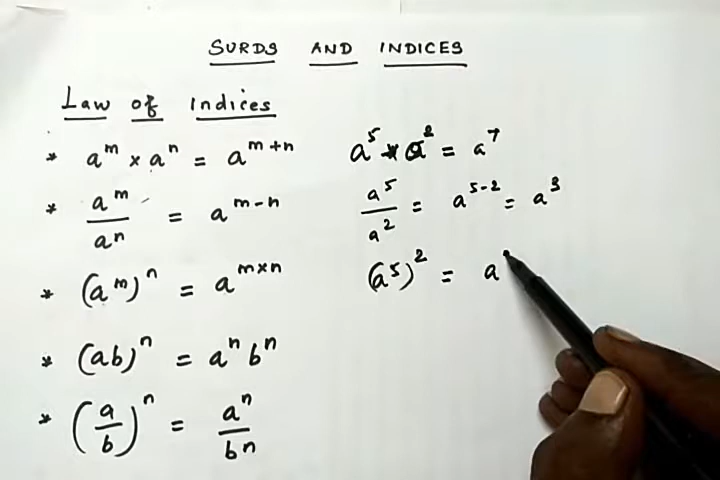 SURDS AND INDICES
Law of Indices
* a^m × a^n = a^(m+n)    a^5 × a^2 = a^7
* a^m / a^n = a^(m-n)    a^5 / a^2 = a^(5-2) = a^3
* (a^m)^n = a^(m×n)    (a^5)^2 = a
* (ab)^n = a^n b^n
* (a/b)^n = a^n / b^n